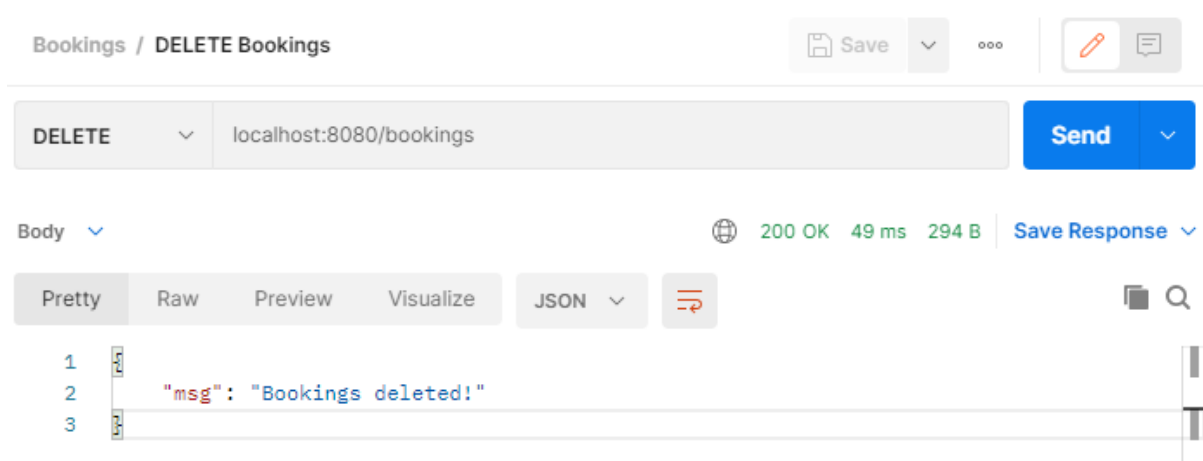 Bookings / DELETE Bookings
Save
DELETE
localhost:8080/bookings
Send
Body
200 OK 49 ms 294 B
Save Response
Pretty Raw Preview Visualize JSON
1 {
2 "msg": "Bookings deleted!"
3 }